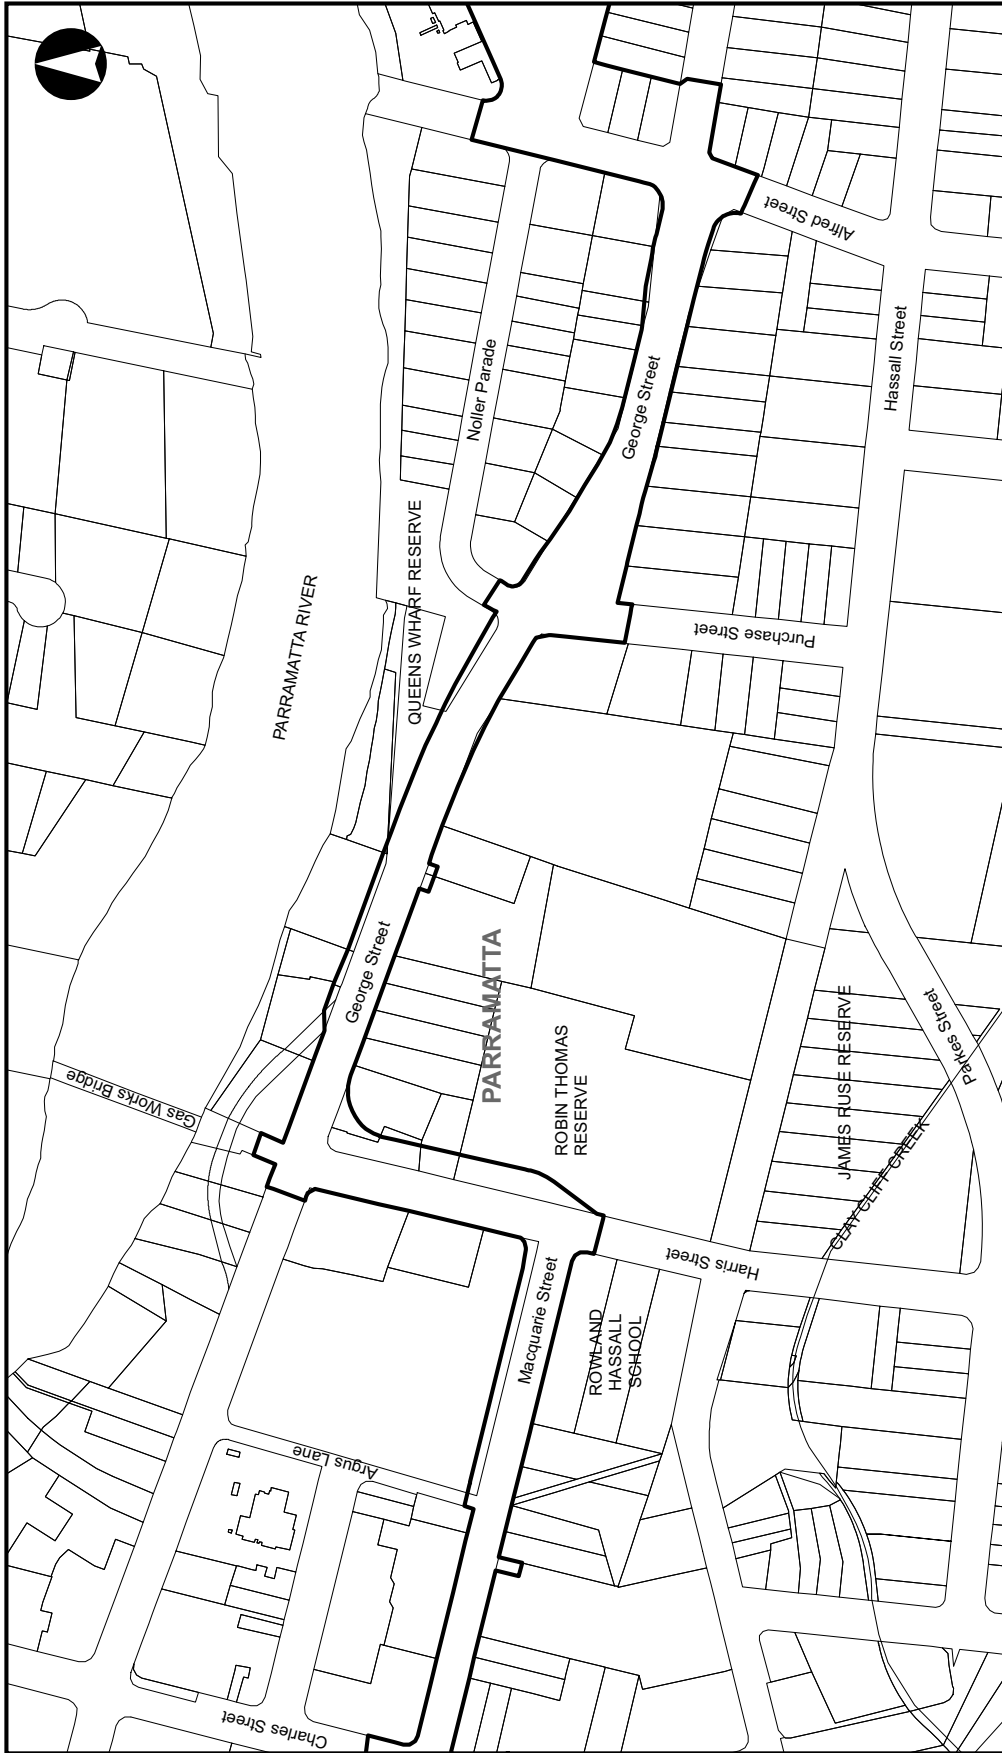 PARRAMATTA RIVER
QUEENS WHARF RESERVE
Noller Parade
George Street
Alfred Street
Hassall Street
Purchase Street
George Street
PARRAMATTA
ROBIN THOMAS
RESERVE
JAMES RUSE RESERVE
Parkes Street
CLAY CLIFF CREEK
Gas Works Bridge
Harris Street
Macquarie Street
ROWLAND
HASSALL
SCHOOL
Argus Lane
Charles Street